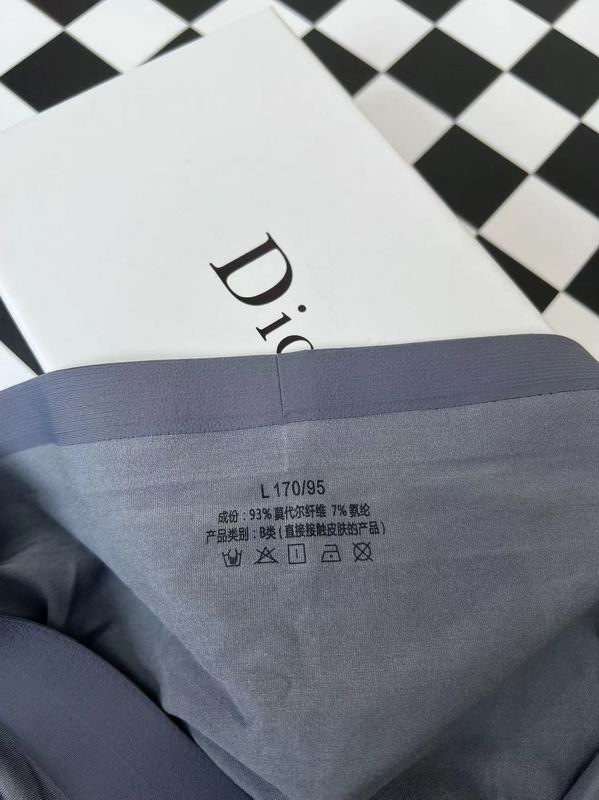 Dio
L 170/95
成份：93% 莫代尔纤维 7% 氨纶
产品类别：B类 ( 直接接触皮肤的产品 )